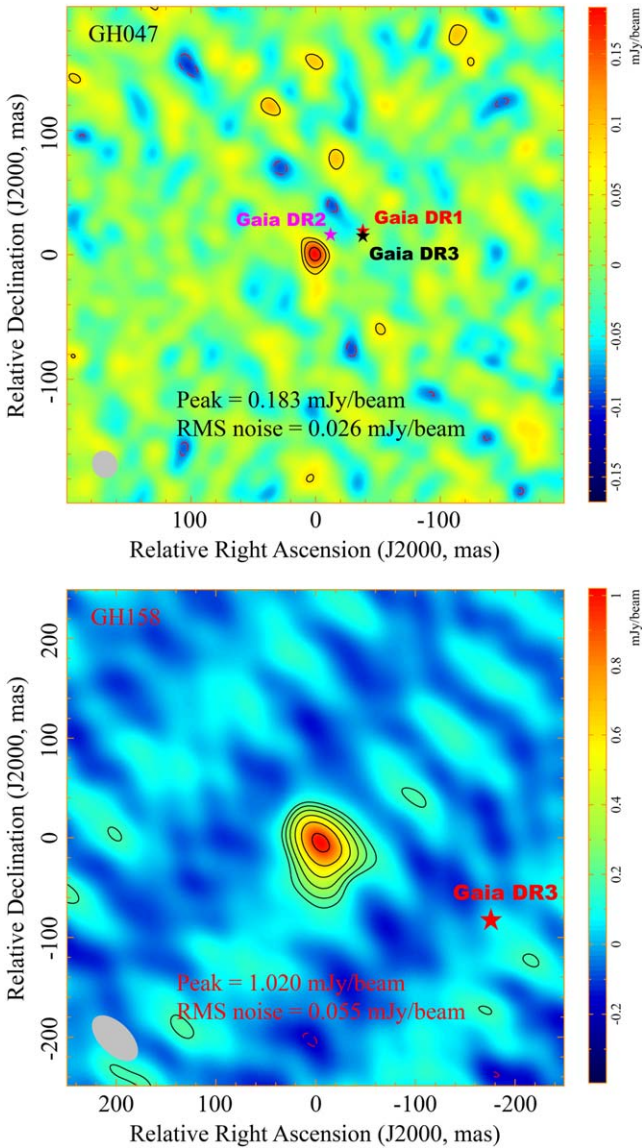 GH047
mJy/beam
0.15
0.1
0.05
0
-0.05
-0.1
-0.15
Relative Declination (J2000, mas)
100
0
-100
Gaia DR2
Gaia DR1
Gaia DR3
Peak = 0.183 mJy/beam
RMS noise = 0.026 mJy/beam
100
0
-100
Relative Right Ascension (J2000, mas)
GH158
mJy/beam
1
0.8
0.6
0.4
0.2
0
-0.2
Relative Declination (J2000, mas)
200
100
0
-100
-200
Gaia DR3
Peak = 1.020 mJy/beam
RMS noise = 0.055 mJy/beam
200
100
0
-100
-200
Relative Right Ascension (J2000, mas)